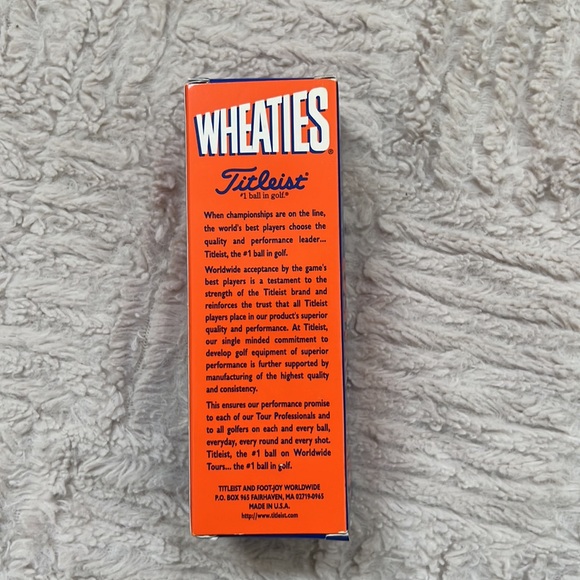 WHEATIES®
Titleist®
#1 ball in golf.®
When championships are on the line,
the world's best players choose the
quality and performance leader...
Titleist, the #1 ball in golf.
Worldwide acceptance by the game's
best players is a testament to the
strength of the Titleist brand and
reinforces the trust that all Titleist
players place in our product's superior
quality and performance. At Titleist,
our single minded commitment to
develop golf equipment of superior
performance is further supported by
manufacturing of the highest quality
and consistency.
This ensures our performance promise
to each of our Tour Professionals and
to all golfers on each and every ball,
everyday, every round and every shot.
Titleist, the #1 ball on Worldwide
Tours... the #1 ball in golf.
TITLEIST AND FOOT-JOY WORLDWIDE
P.O. BOX 965 FAIRHAVEN, MA 02719-0965
MADE IN U.S.A.
http://www.titleist.com